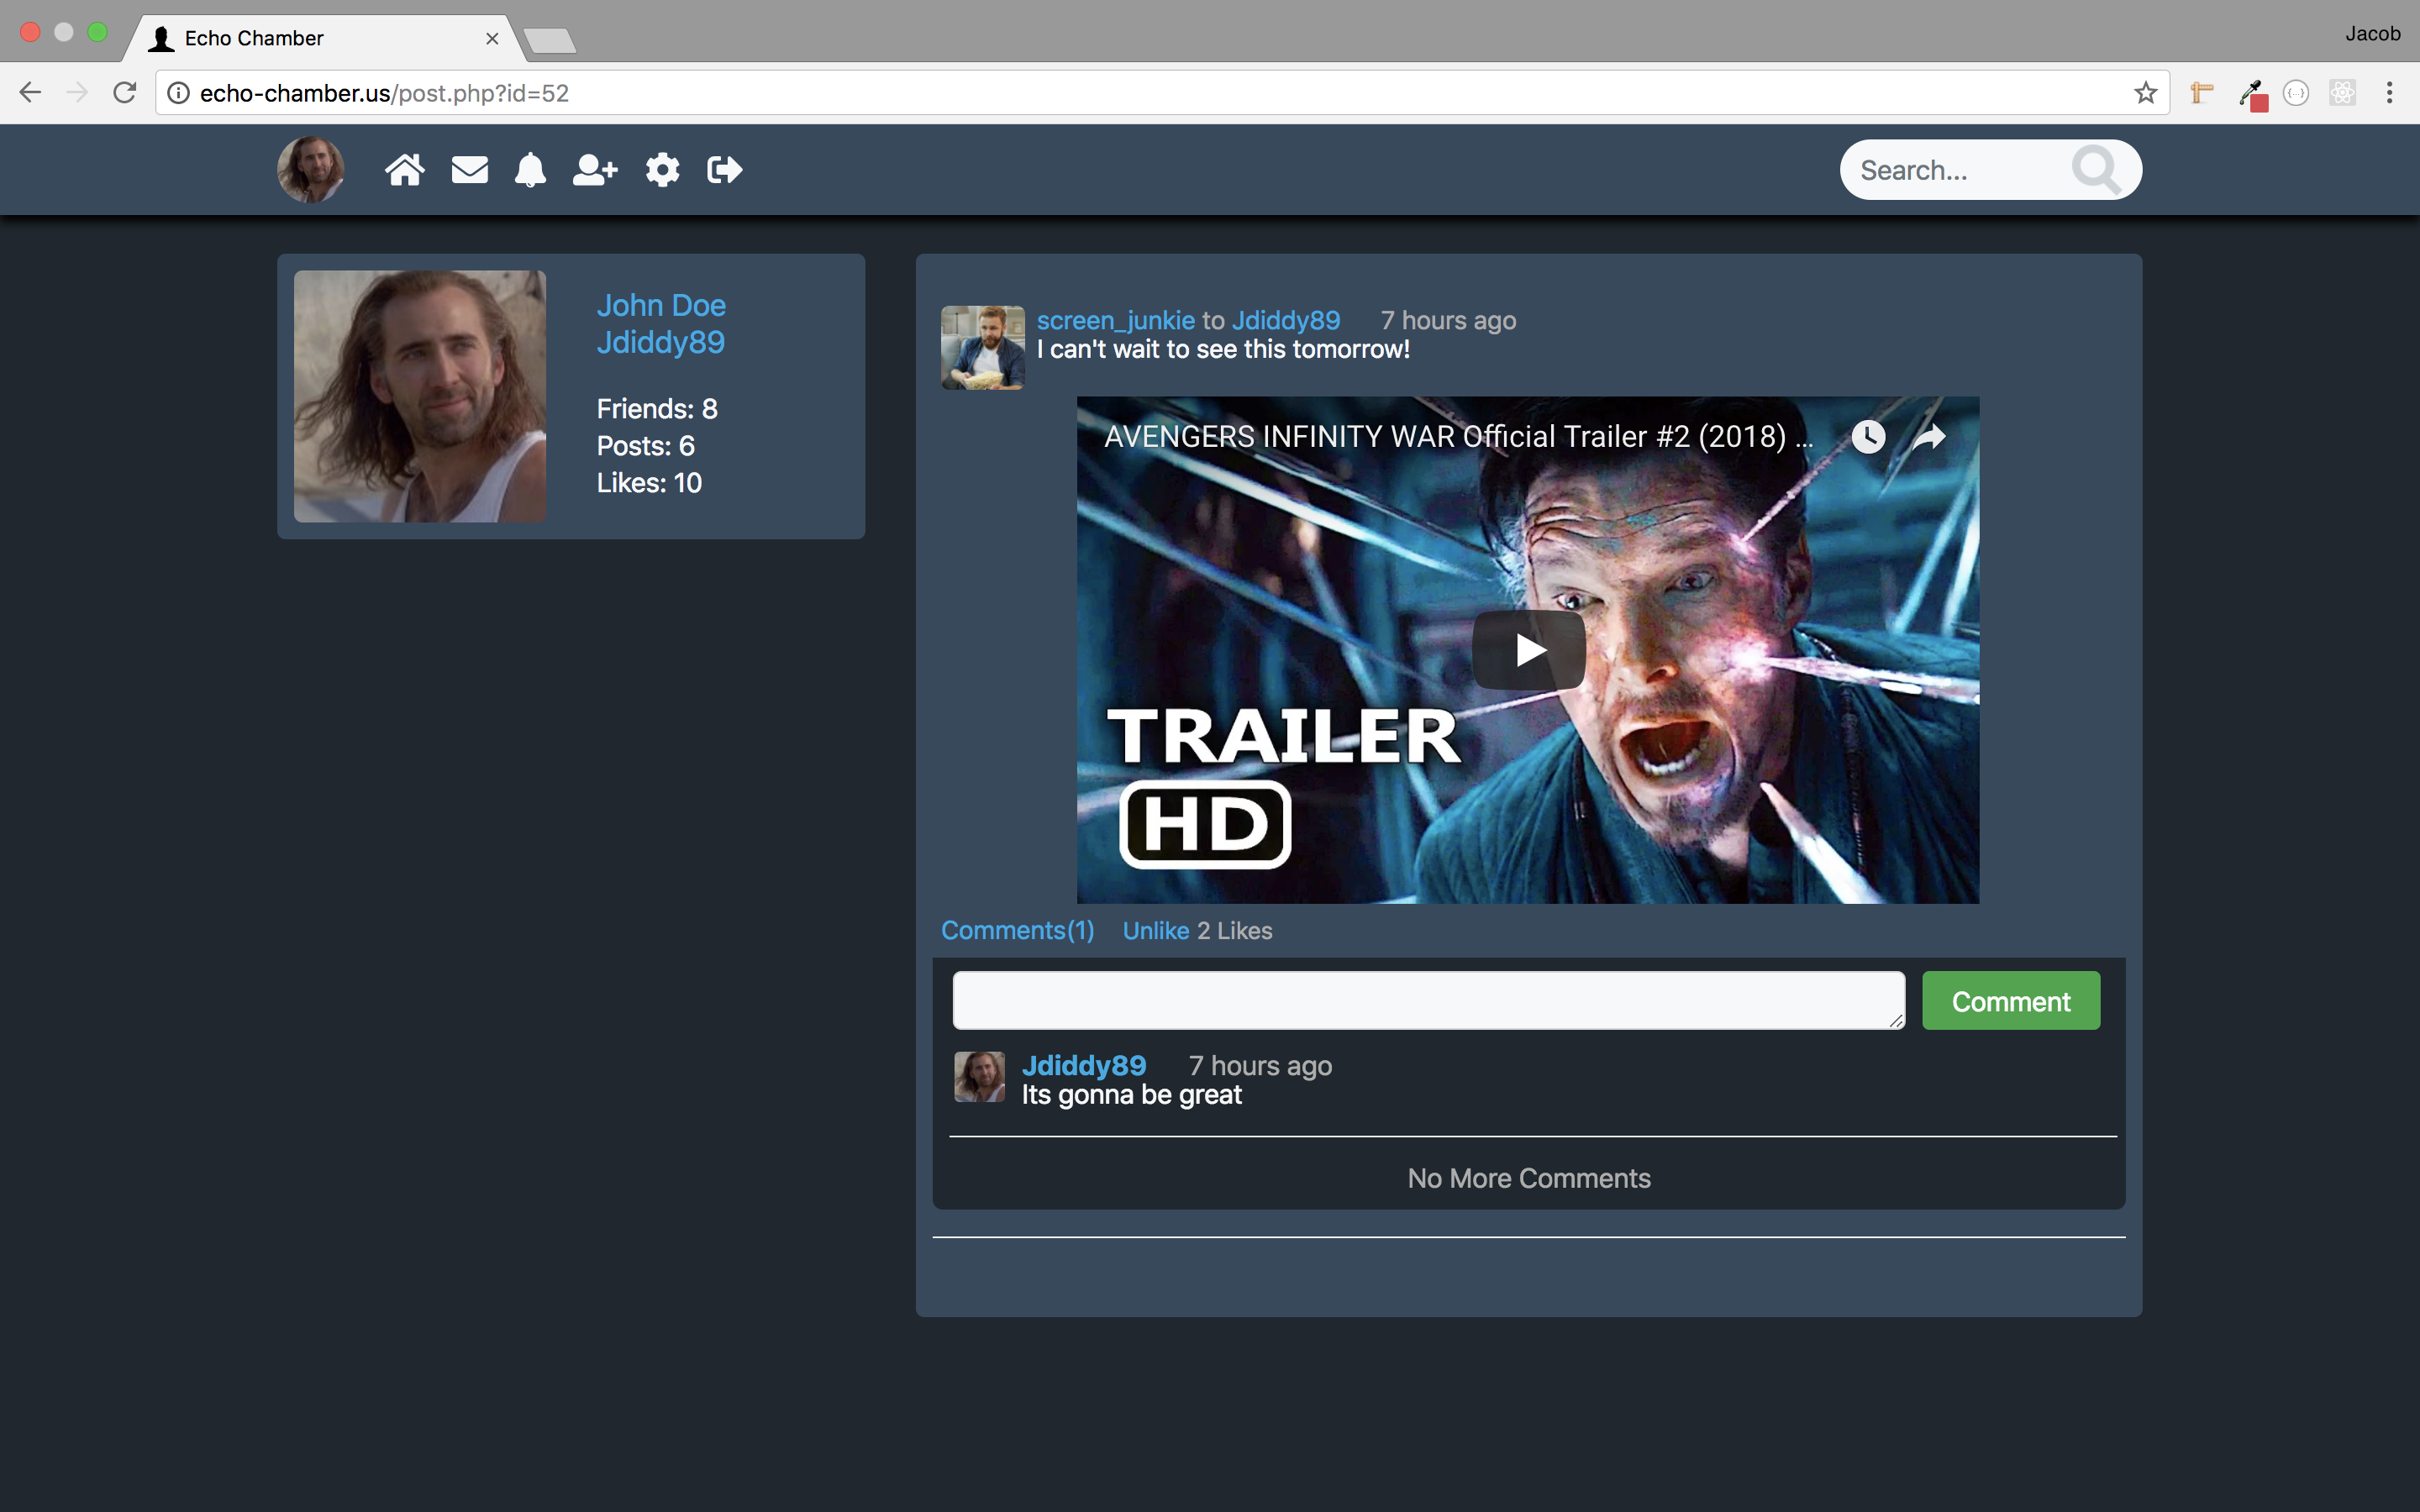 Echo Chamber
Jacob
echo-chamber.us/post.php?id=52
Search...
John Doe
Jdiddy89
Friends: 8
Posts: 6
Likes: 10
screen_junkie to Jdiddy89 7 hours ago
I can't wait to see this tomorrow!
AVENGERS INFINITY WAR Official Trailer #2 (2018) ...
TRAILER
HD
Comments(1) Unlike 2 Likes
Comment
Jdiddy89 7 hours ago
Its gonna be great
No More Comments